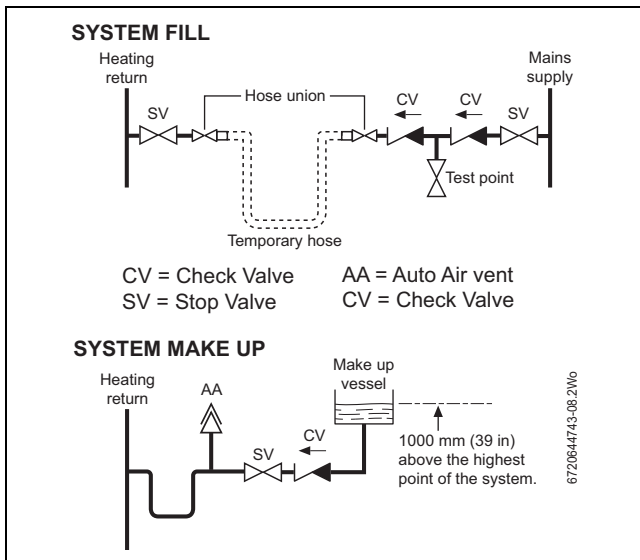 SYSTEM FILL
Heating
return
Mains
supply
Hose union
SV
CV
CV
SV
Test point
Temporary hose
CV = Check Valve
SV = Stop Valve
AA = Auto Air vent
CV = Check Valve
SYSTEM MAKE UP
Heating
return
AA
SV
CV
Make up
vessel
1000 mm (39 in)
above the highest
point of the system.
6720644743-08.2Wo